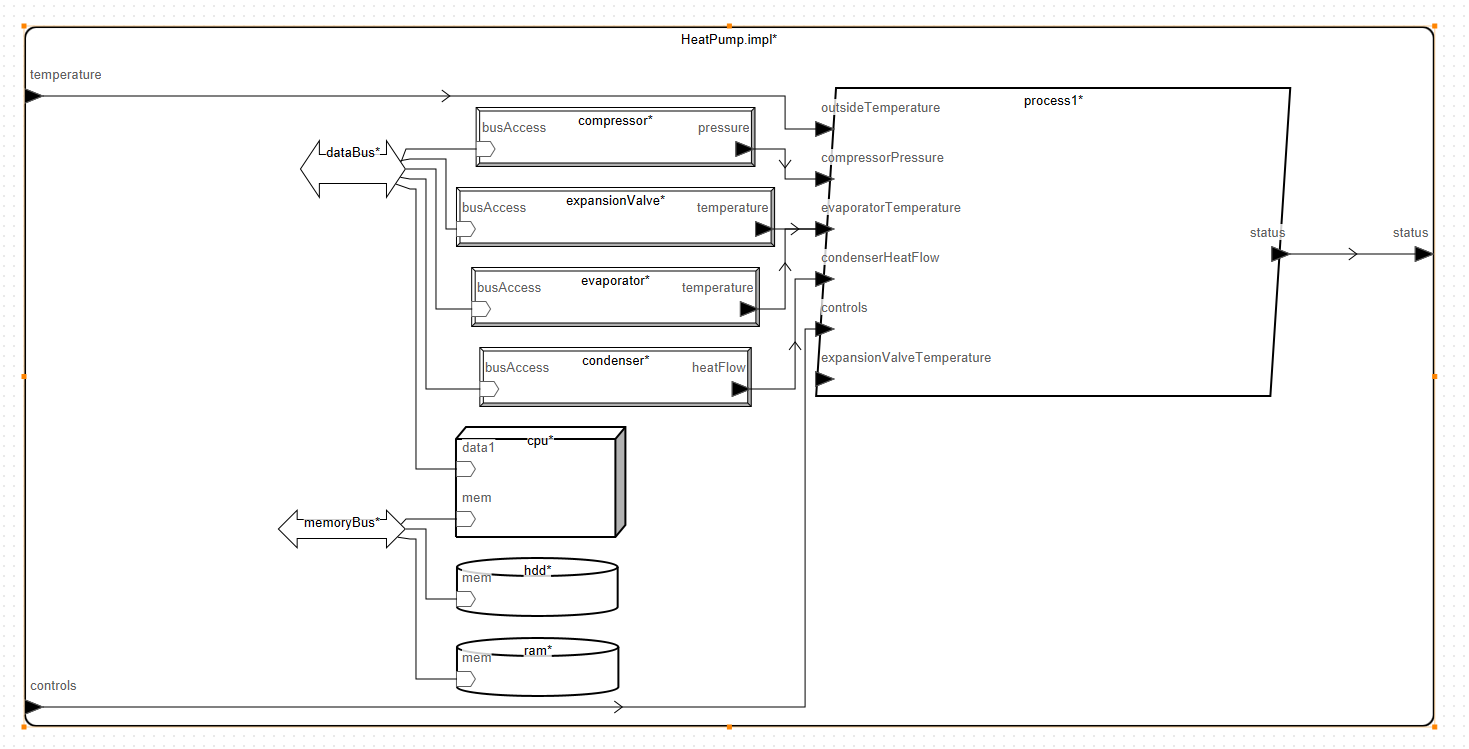 HeatPump.impl*
temperature
outsideTemperature
process1*
busAccess
compressor*
pressure
dataBus*
compressorPressure
busAccess
expansionValve*
temperature
evaporatorTemperature
status
status
condenserHeatFlow
busAccess
evaporator*
temperature
controls
busAccess
condenser*
heatFlow
expansionValveTemperature
cpu*
data1
mem
memoryBus*
hdd*
mem
ram*
mem
controls